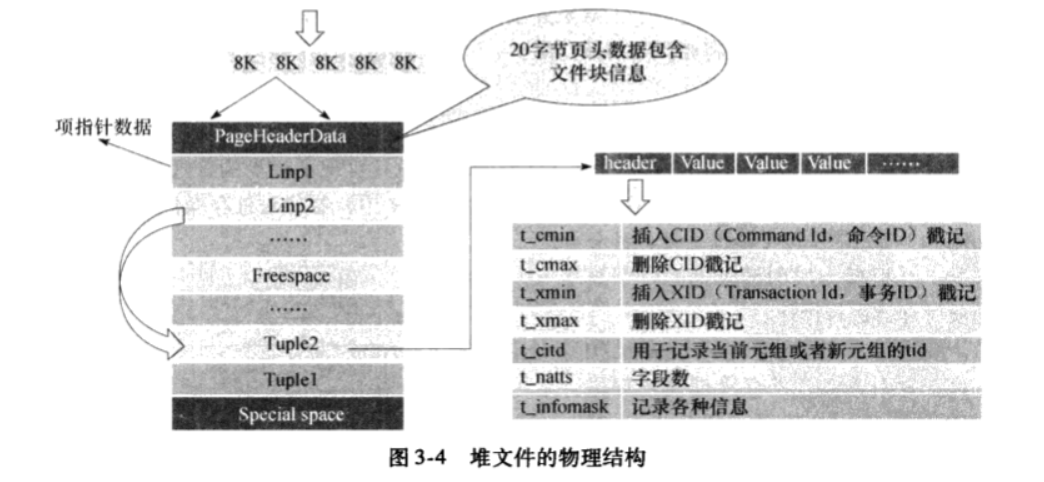 8K 8K 8K 8K 8K
20字节页头数据包含
文件块信息
项指针数据
PageHeaderData
Linp1
Linp2
……
Freespace
……
Tuple2
Tuple1
Special space
header Value Value Value ……
t_cmin 插入CID（Command Id，命令ID）戳记
t_cmax 删除CID戳记
t_xmin 插入XID（Transaction Id，事务ID）戳记
t_xmax 删除XID戳记
t_citd 用于记录当前元组或者新元组的tid
t_natts 字段数
t_infomask 记录各种信息
图 3-4 堆文件的物理结构